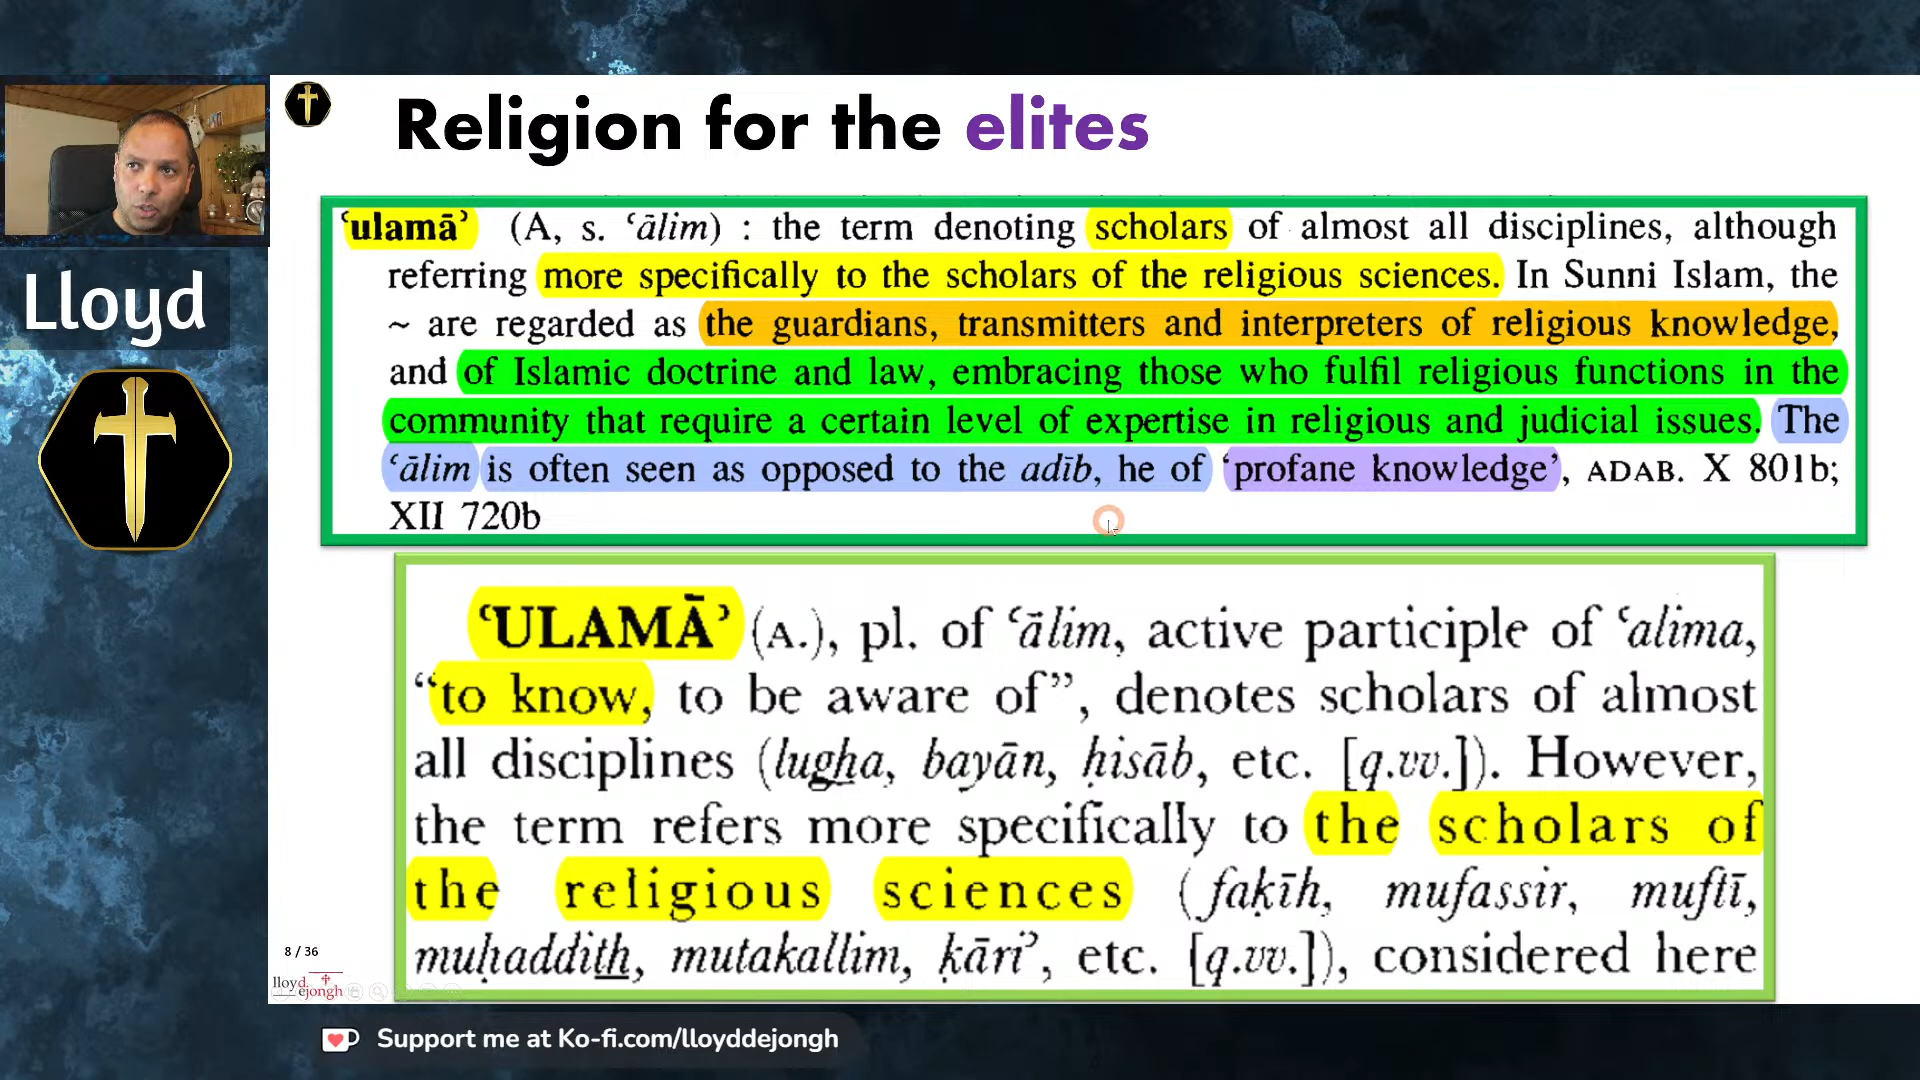 Religion for the elites
ʿulamāʾ (A, s. ʿālim) : the term denoting scholars of almost all disciplines, although
referring more specifically to the scholars of the religious sciences. In Sunni Islam, the
~ are regarded as the guardians, transmitters and interpreters of religious knowledge,
and of Islamic doctrine and law, embracing those who fulfil religious functions in the
community that require a certain level of expertise in religious and judicial issues. The
ʿālim is often seen as opposed to the adīb, he of ‘profane knowledge’, ADAB. X 801b;
XII 720b
Lloyd
ʿULAMĀʾ (A.), pl. of ʿālim, active participle of ʿalima,
“to know, to be aware of”, denotes scholars of almost
all disciplines (lugha, bayān, ḥisāb, etc. [q.vv.]). However,
the term refers more specifically to the scholars of
the religious sciences (faḳīh, mufassir, muftī,
muḥaddith, mutakallim, ḳāriʾ, etc. [q.vv.]), considered here
8 / 36
lloyd
ejongh
Support me at Ko-fi.com/lloyddejongh